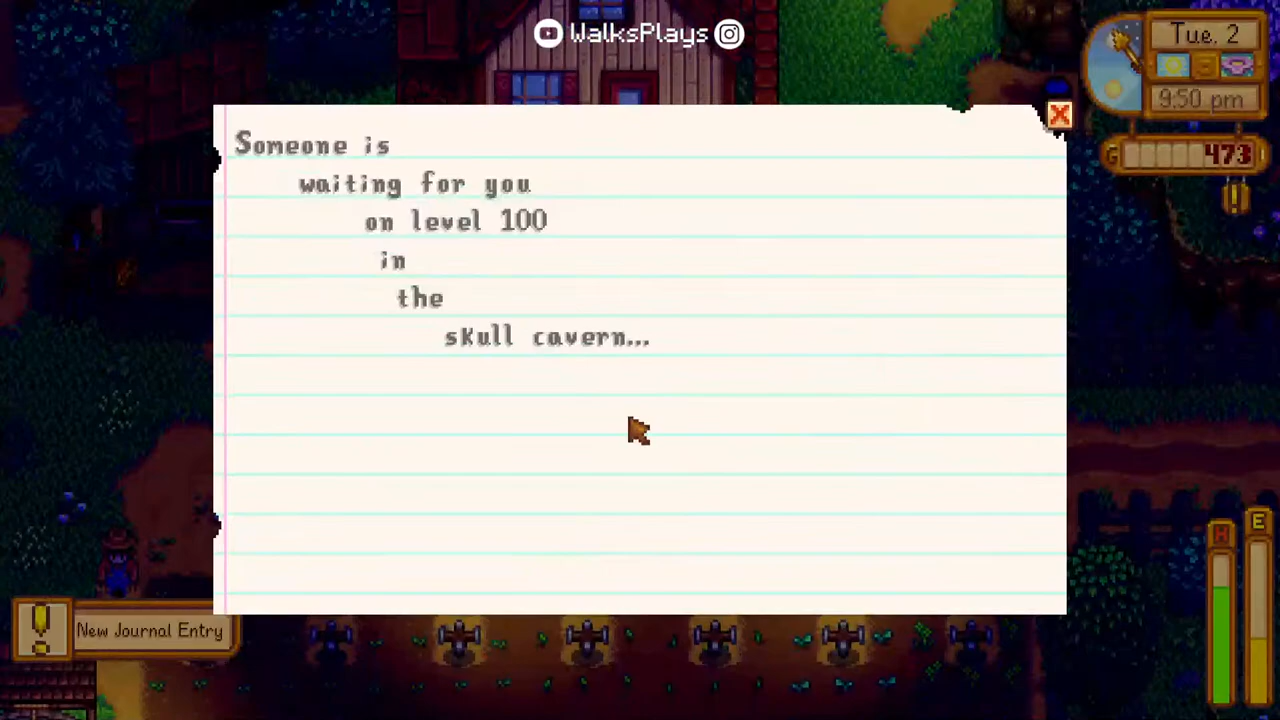 WalksPlays
Tue. 2
9:50 pm
G 473
Someone is
waiting for you
on level 100
in
the
skull cavern...
New Journal Entry
H
E